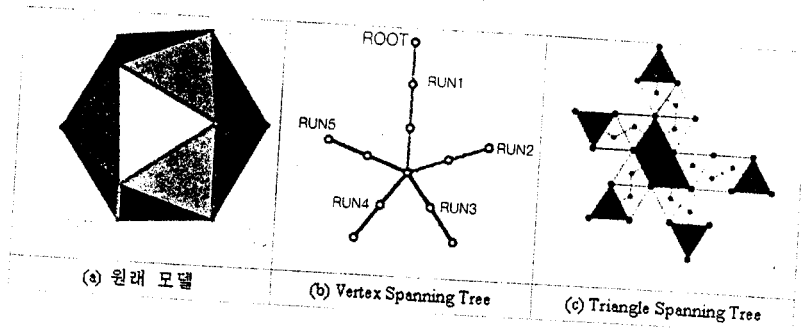 ROOT
RUN1
RUN5
RUN2
RUN4
RUN3
(a) 원래 모델
(b) Vertex Spanning Tree
(c) Triangle Spanning Tree